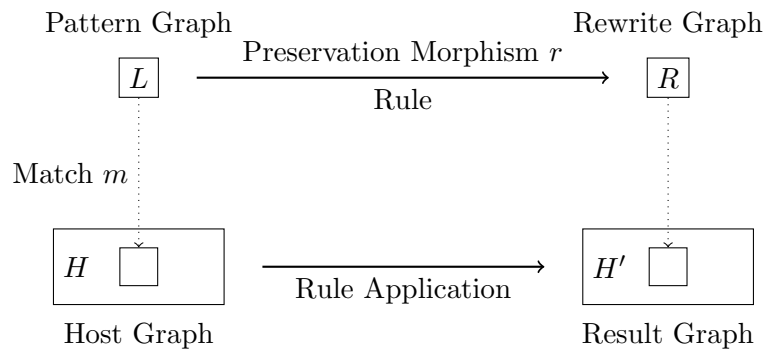 Pattern Graph
Rewrite Graph
Preservation Morphism r
L
R
Rule
Match m
H
H′
Rule Application
Host Graph
Result Graph